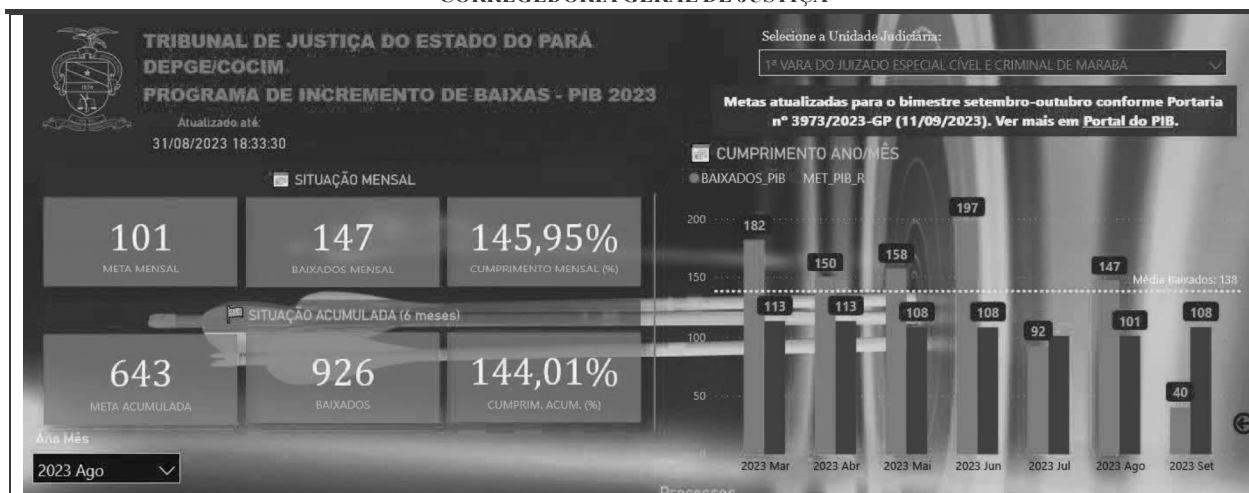 CORREGEDORIA GERAL DE JUSTIÇA
TRIBUNAL DE JUSTIÇA DO ESTADO DO PARÁ
DEPGE/COCIM
PROGRAMA DE INCREMENTO DE BAIXAS - PIB 2023
Atualizado até:
31/08/2023 18:33:30
Selecione a Unidade Judiciária:
1ª VARA DO JUIZADO ESPECIAL CÍVEL E CRIMINAL DE MARABÁ
Metas atualizadas para o bimestre setembro-outubro conforme Portaria
nº 3973/2023-GP (11/09/2023). Ver mais em Portal do PIB.
SITUAÇÃO MENSAL
101
META MENSAL
147
BAIXADOS MENSAL
145,95%
CUMPRIMENTO MENSAL (%)
SITUAÇÃO ACUMULADA (6 meses)
643
META ACUMULADA
926
BAIXADOS
144,01%
CUMPRIM. ACUM. (%)
Ano Mês
2023 Ago
CUMPRIMENTO ANO/MÊS
BAIXADOS_PIB MET_PIB_R
200
150
100
50
0
182 113
150 113
158 108
197 108
92
147 101
40 108
Média Baixados: 138
2023 Mar 2023 Abr 2023 Mai 2023 Jun 2023 Jul 2023 Ago 2023 Set
Processos